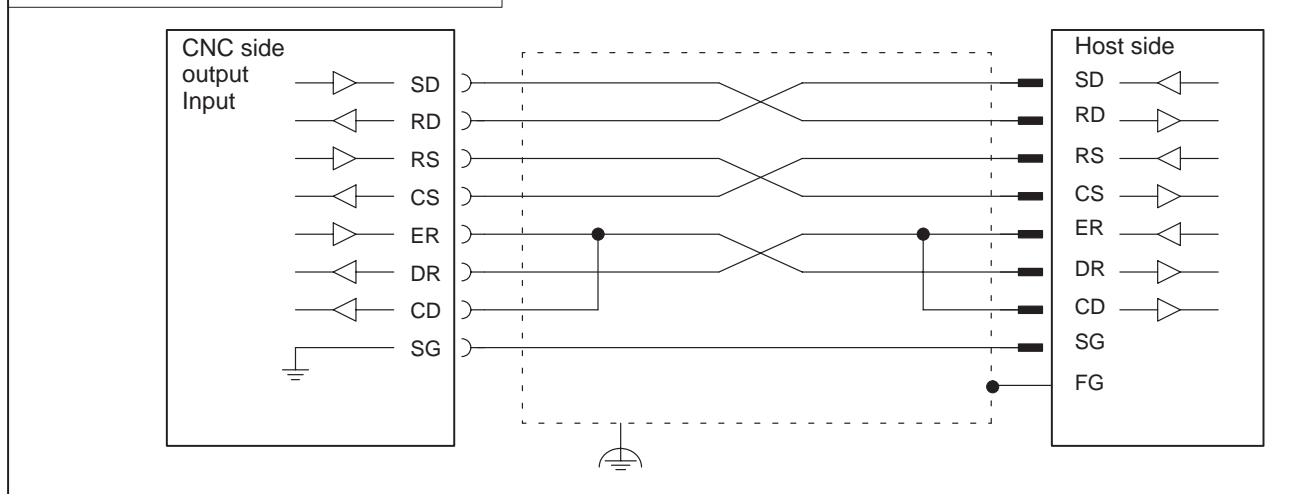 CNC side
output
Input
SD
RD
RS
CS
ER
DR
CD
SG
Host side
SD
RD
RS
CS
ER
DR
CD
SG
FG